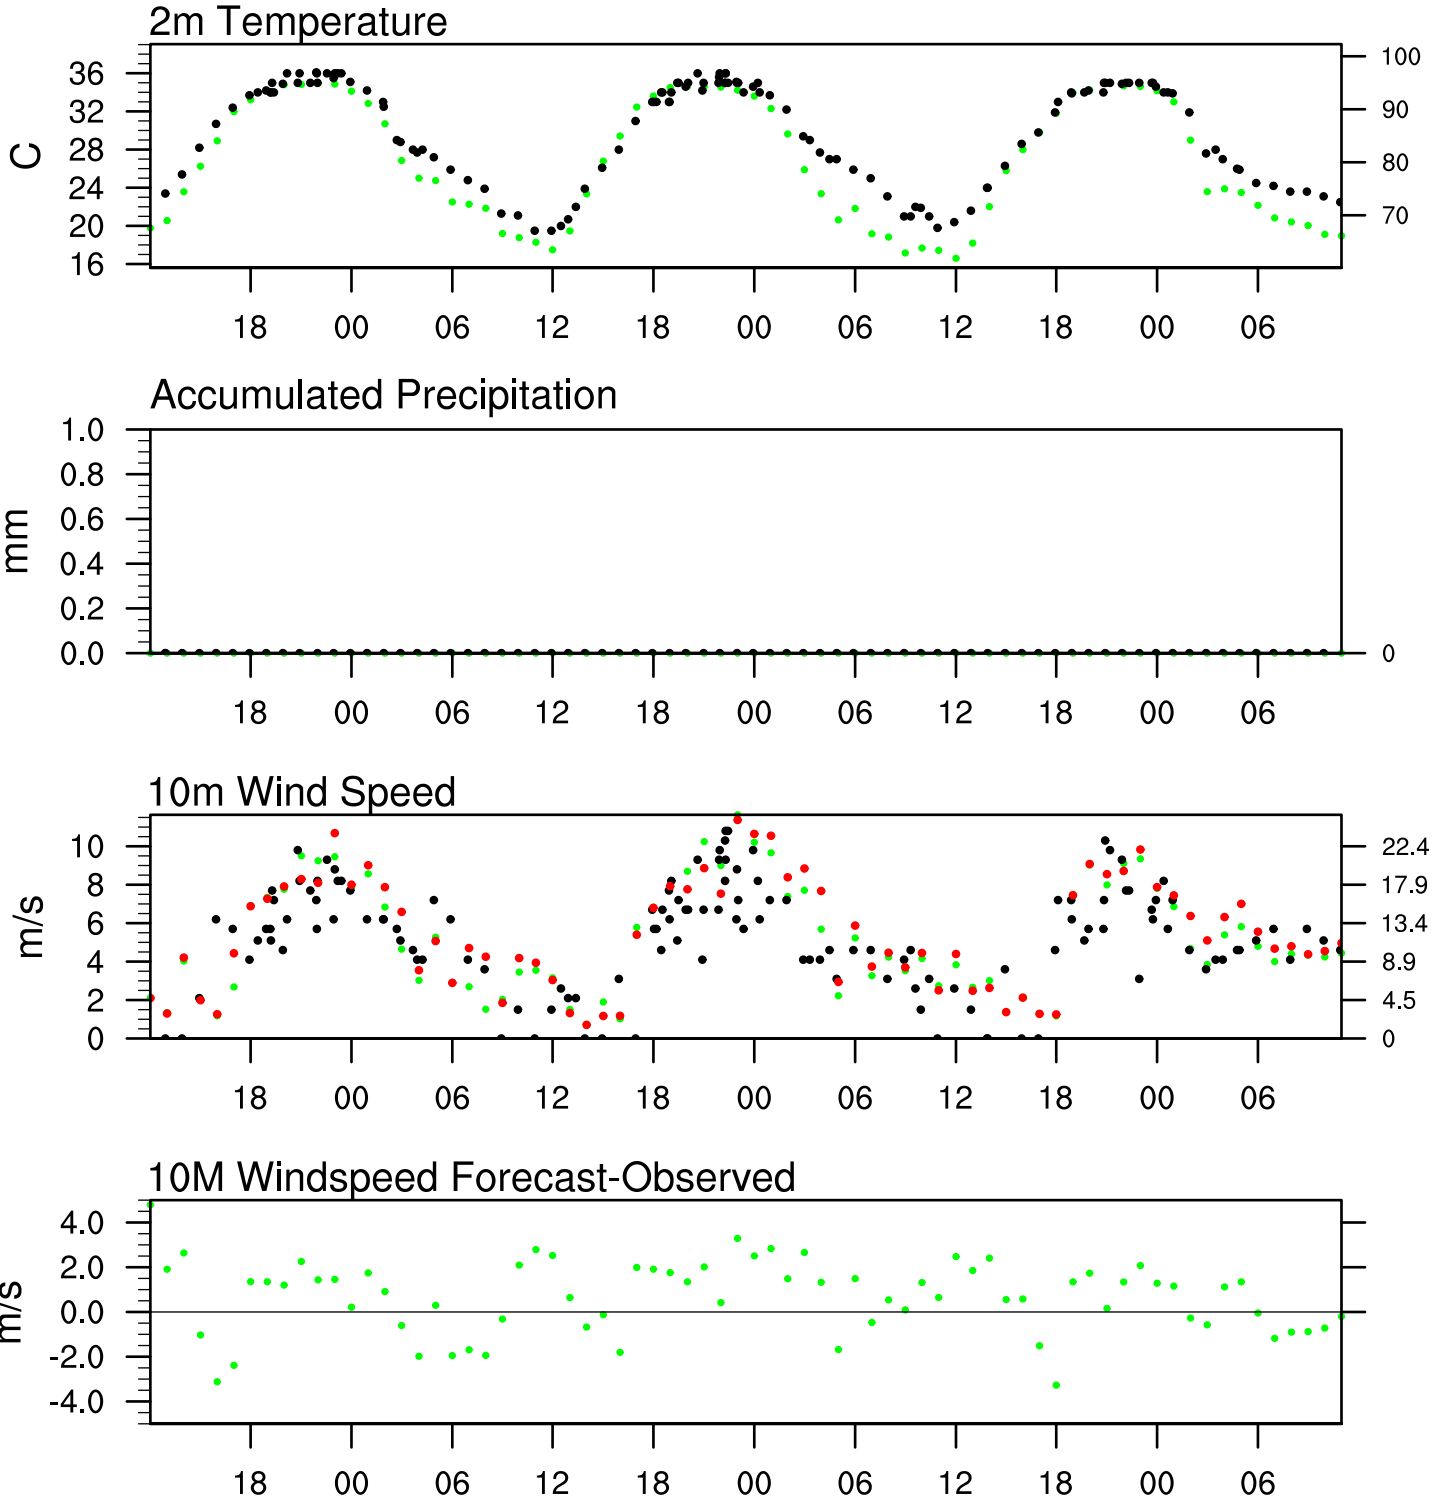 2m Temperature
36
32
28
24
20
16
C
100
90
80
70
18 00 06 12 18 00 06 12 18 00 06
Accumulated Precipitation
1.0
0.8
0.6
0.4
0.2
0.0
mm
0
18 00 06 12 18 00 06 12 18 00 06
10m Wind Speed
10
8
6
4
2
0
m/s
22.4
17.9
13.4
8.9
4.5
0
18 00 06 12 18 00 06 12 18 00 06
10M Windspeed Forecast-Observed
4.0
2.0
0.0
-2.0
-4.0
m/s
18 00 06 12 18 00 06 12 18 00 06